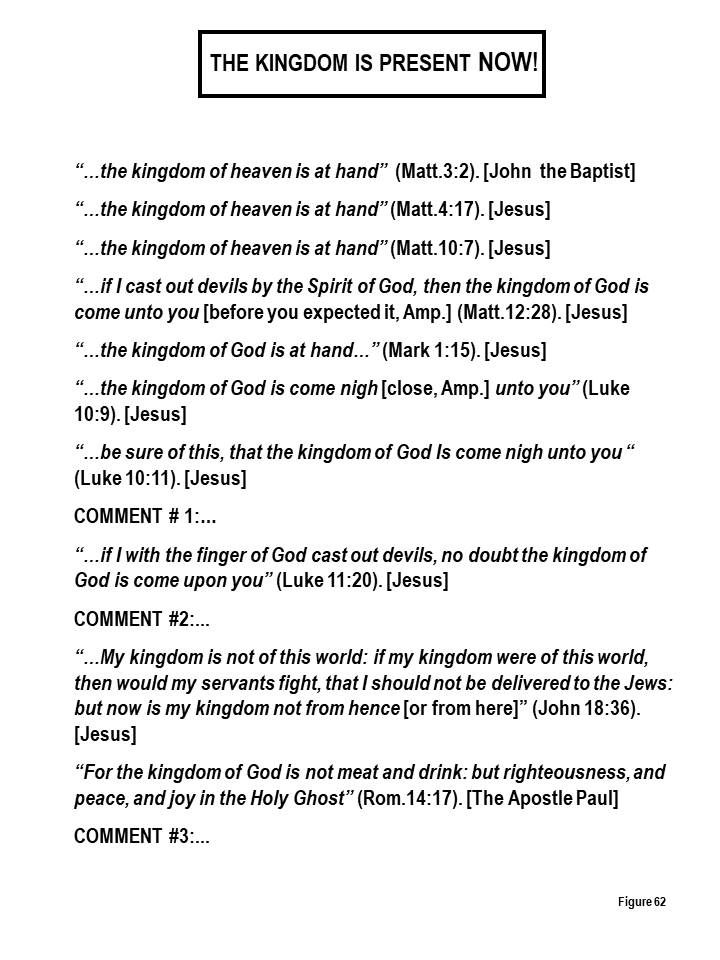 THE KINGDOM IS PRESENT NOW!
“...the kingdom of heaven is at hand” (Matt.3:2). [John the Baptist]
“...the kingdom of heaven is at hand” (Matt.4:17). [Jesus]
“...the kingdom of heaven is at hand” (Matt.10:7). [Jesus]
“...if I cast out devils by the Spirit of God, then the kingdom of God is
come unto you [before you expected it, Amp.] (Matt.12:28). [Jesus]
“...the kingdom of God is at hand...” (Mark 1:15). [Jesus]
“...the kingdom of God is come nigh [close, Amp.] unto you” (Luke
10:9). [Jesus]
“...be sure of this, that the kingdom of God Is come nigh unto you “
(Luke 10:11). [Jesus]
COMMENT # 1:...
“...if I with the finger of God cast out devils, no doubt the kingdom of
God is come upon you” (Luke 11:20). [Jesus]
COMMENT #2:...
“...My kingdom is not of this world: if my kingdom were of this world,
then would my servants fight, that I should not be delivered to the Jews:
but now is my kingdom not from hence [or from here]” (John 18:36).
[Jesus]
“For the kingdom of God is not meat and drink: but righteousness, and
peace, and joy in the Holy Ghost” (Rom.14:17). [The Apostle Paul]
COMMENT #3:...
Figure 62